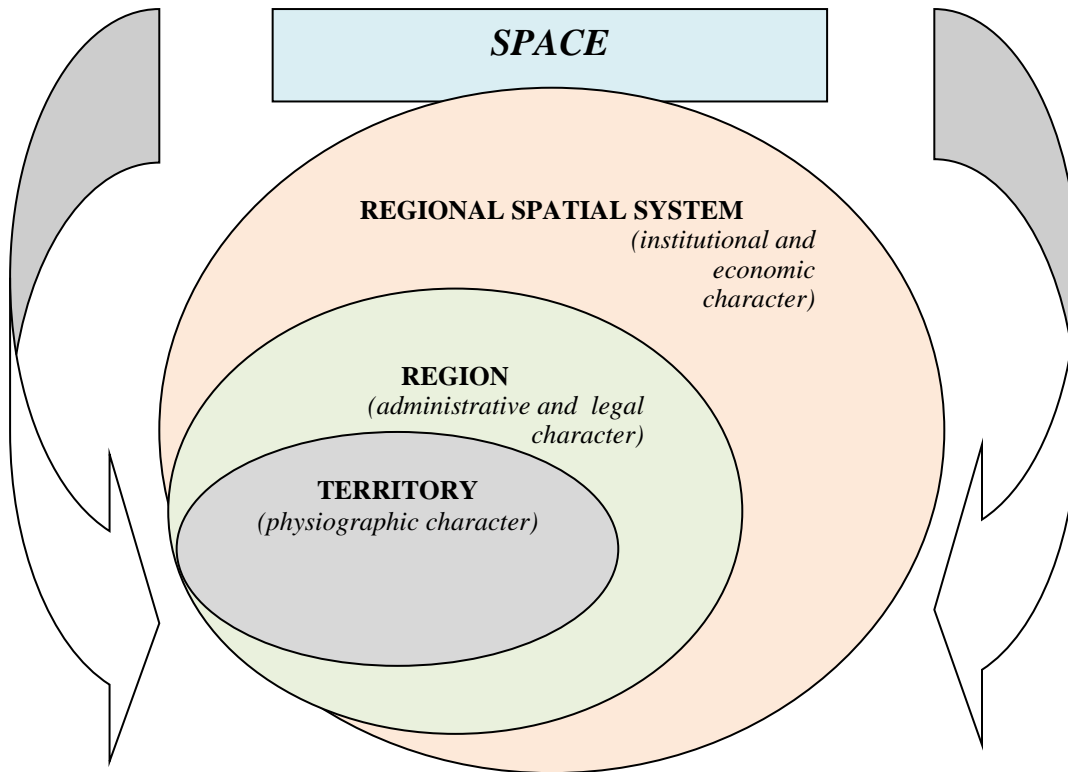 SPACE
REGIONAL SPATIAL SYSTEM
(institutional and
economic
character)
REGION
(administrative and  legal
character)
TERRITORY
(physiographic character)